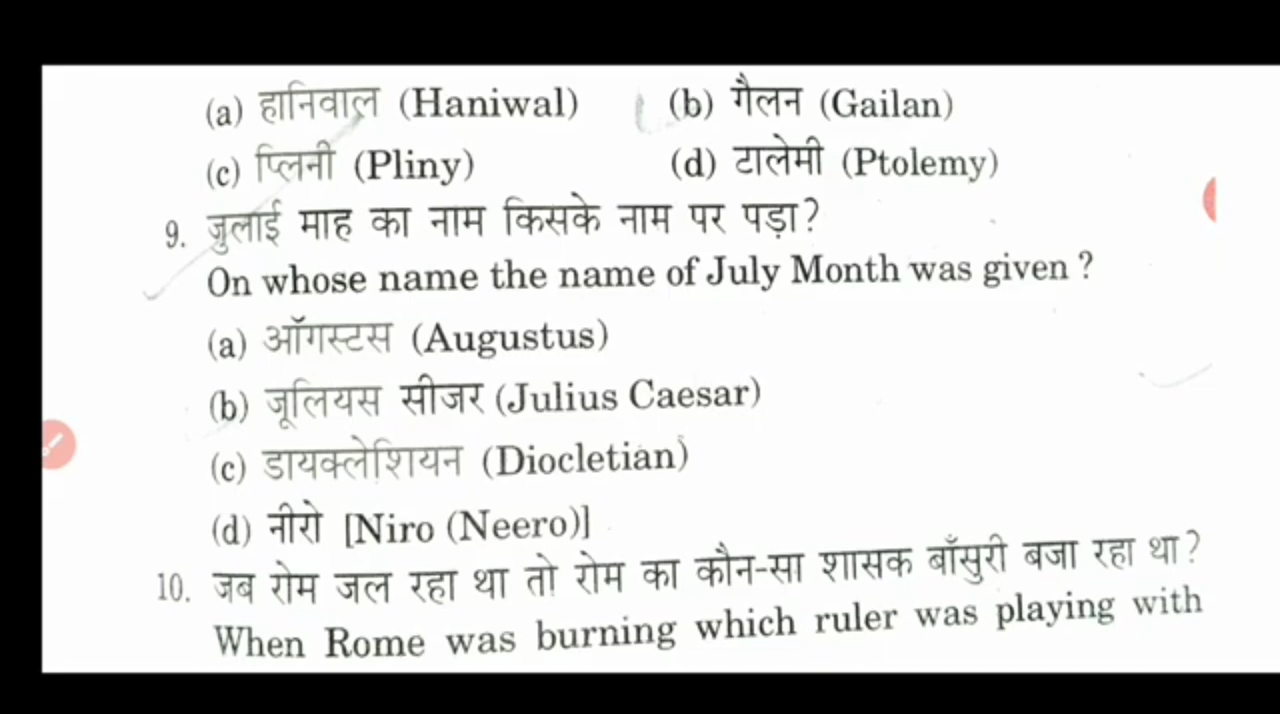 (a) हानिवाल (Haniwal) (b) गैलन (Gailan)
(c) प्लिनी (Pliny) (d) टालेमी (Ptolemy)
9. जुलाई माह का नाम किसके नाम पर पड़ा?
On whose name the name of July Month was given ?
(a) ऑगस्टस (Augustus)
(b) जूलियस सीजर (Julius Caesar)
(c) डायक्लेशियन (Diocletian)
(d) नीरो [Niro (Neero)]
10. जब रोम जल रहा था तो रोम का कौन-सा शासक बाँसुरी बजा रहा था?
When Rome was burning which ruler was playing with